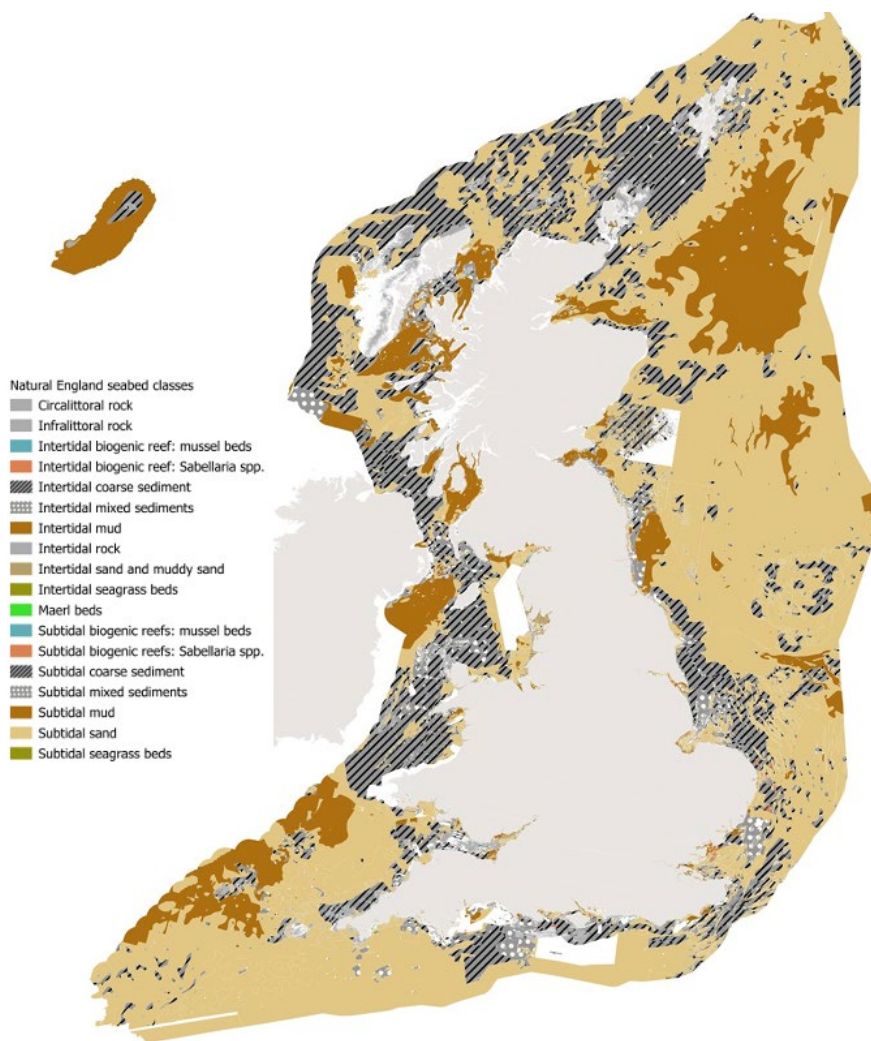 Natural England seabed classes
Circalittoral rock
Infralittoral rock
Intertidal biogenic reef: mussel beds
Intertidal biogenic reef: Sabellaria spp.
Intertidal coarse sediment
Intertidal mixed sediments
Intertidal mud
Intertidal rock
Intertidal sand and muddy sand
Intertidal seagrass beds
Maerl beds
Subtidal biogenic reefs: mussel beds
Subtidal biogenic reefs: Sabellaria spp.
Subtidal coarse sediment
Subtidal mixed sediments
Subtidal mud
Subtidal sand
Subtidal seagrass beds